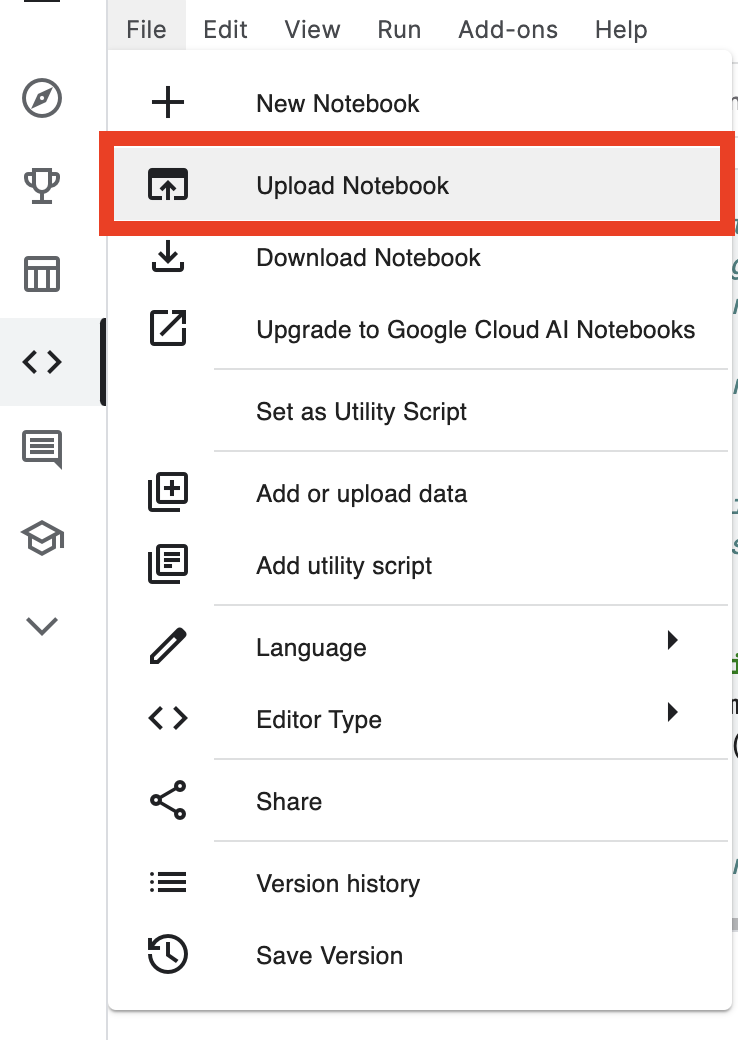 File Edit View Run Add-ons Help
New Notebook
Upload Notebook
Download Notebook
Upgrade to Google Cloud AI Notebooks
Set as Utility Script
Add or upload data
Add utility script
Language
Editor Type
Share
Version history
Save Version